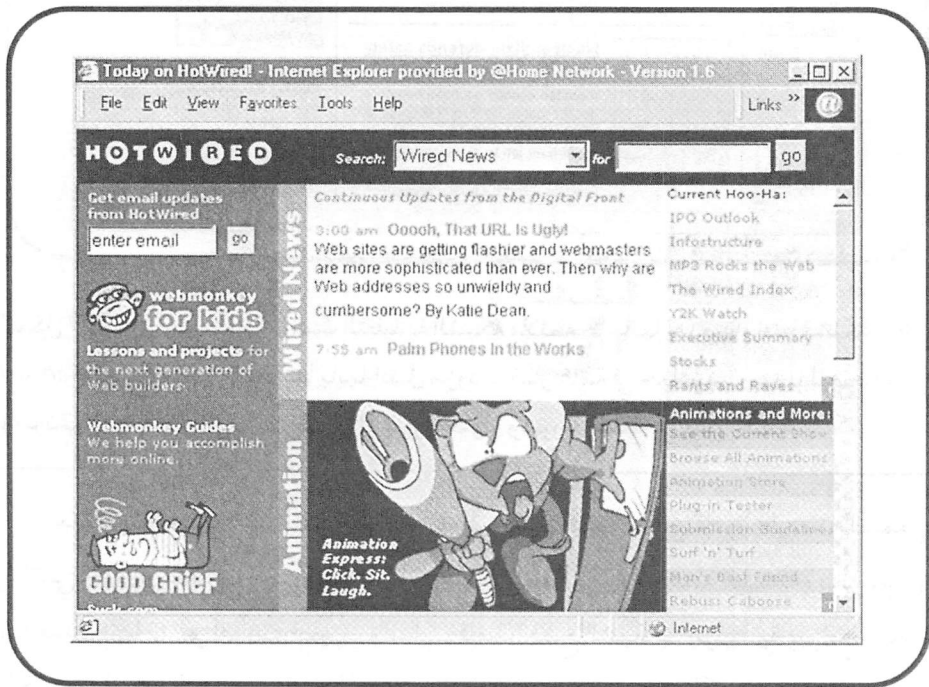 Today on HotWired! - Internet Explorer provided by @Home Network - Version 1.6
File Edit View Favorites Tools Help
Links »
HOTWIRED
Search: Wired News for go
Get email updates
from HotWired
enter email go
webmonkey
for kids
Lessons and projects for
the next generation of
Web builders.
Webmonkey Guides
We help you accomplish
more online.
GOOD GRIEF
Suck.com
Wired News
Continuous Updates from the Digital Front
3:00 am Ooooh, That URL Is Ugly!
Web sites are getting flashier and webmasters
are more sophisticated than ever. Then why are
Web addresses so unwieldy and
cumbersome? By Katie Dean.
7:55 am Palm Phones In the Works
Current Hoo-Ha:
IPO Outlook
Infostructure
MP3 Rocks the Web
The Wired Index
Y2K Watch
Executive Summary
Stocks
Rants and Raves
Animation
Animation
Express:
Click. Sit.
Laugh.
Animations and More:
See the Current Show
Browse All Animations
Animation Store
Plug-in Tester
Submission Guidelines
Surf 'n' Turf
Man's Best Friend
Rebus Caboose
Internet